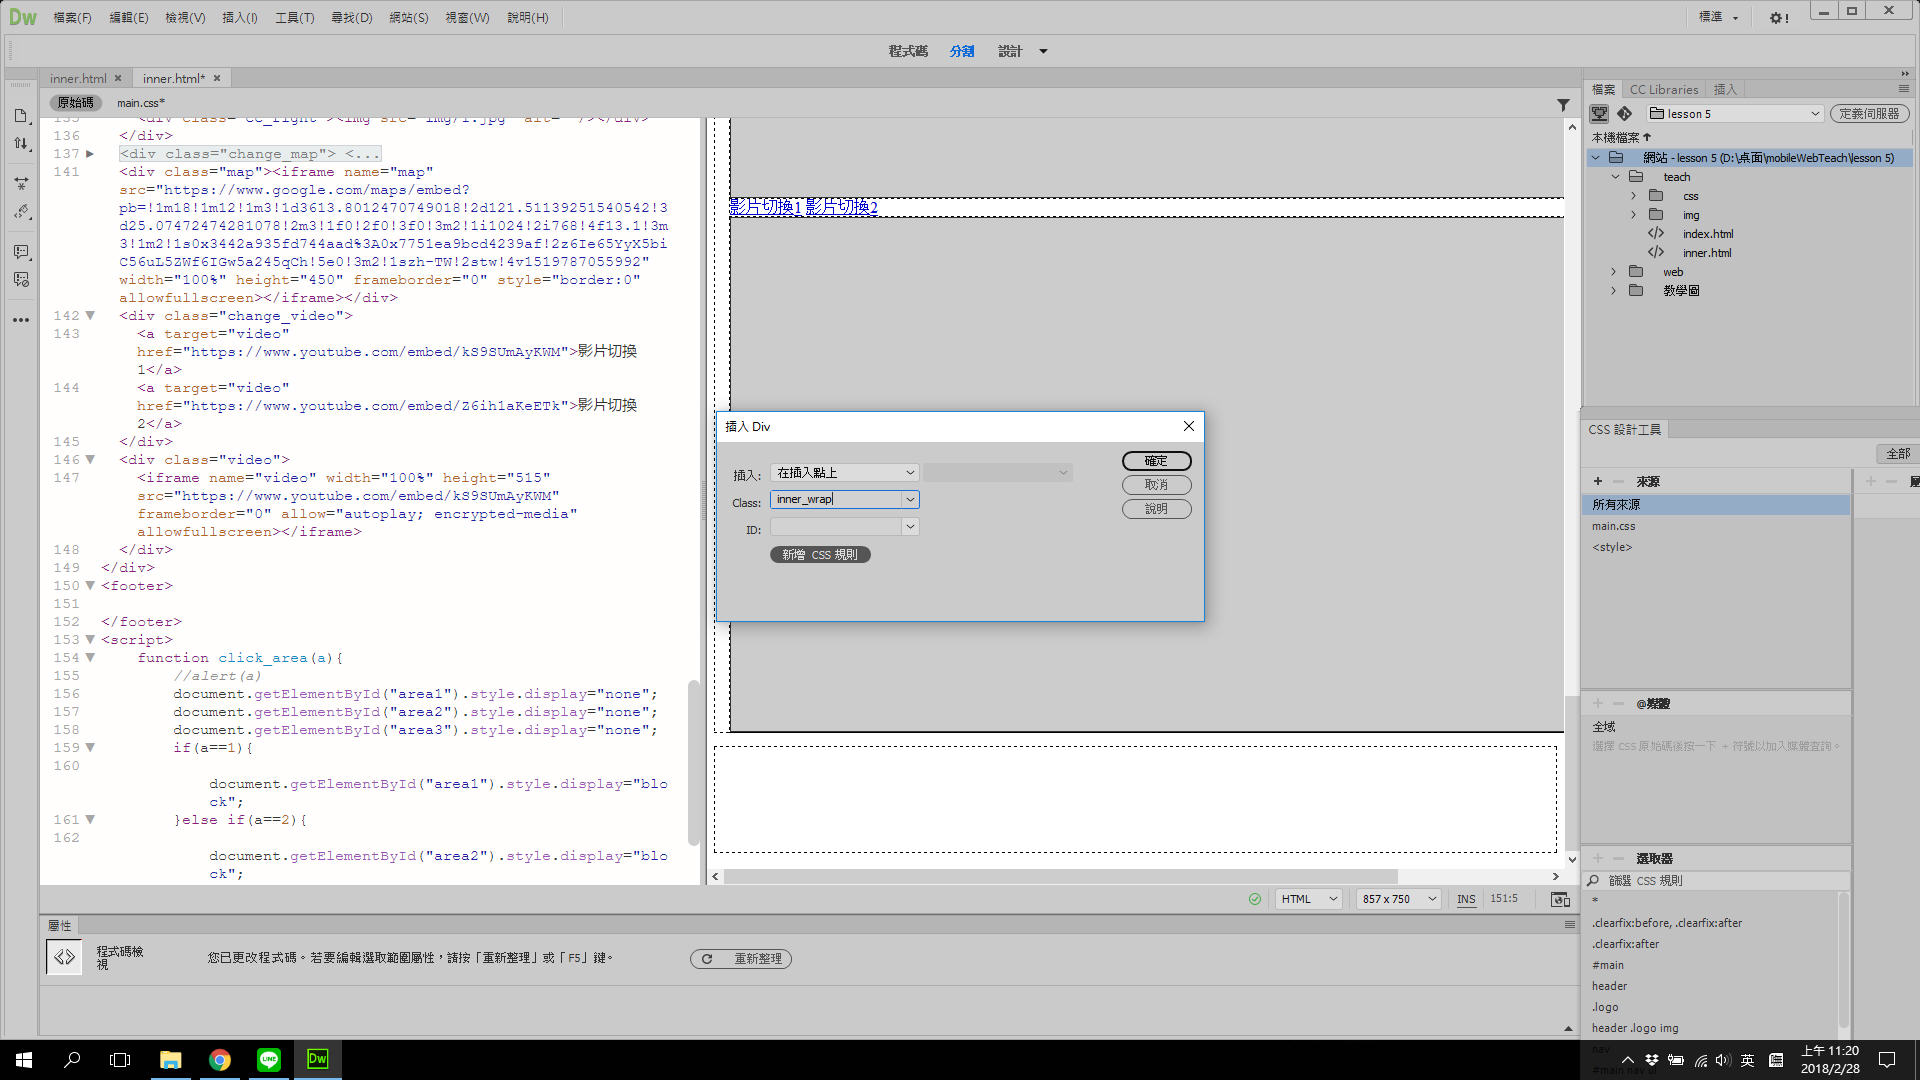 Dw 檔案(F) 編輯(E) 檢視(V) 插入(I) 工具(T) 尋找(D) 網站(S) 視窗(W) 說明(H) 標準
程式碼 分割 設計
inner.html inner.html*
原始碼 main.css*
136 </div>
137 <div class="change_map"> <...
141 <div class="map"><iframe name="map"
src="https://www.google.com/maps/embed?
pb=!1m18!1m12!1m3!1d3613.8012470749018!2d121.51139251540542!3
d25.07472474281078!2m3!1f0!2f0!3f0!3m2!1i1024!2i768!4f13.1!3m
3!1m2!1s0x3442a935fd744aad%3A0x7751ea9bcd4239af!2z6Ie65YyX5bi
C56uL5ZWf6IGw5a245qCh!5e0!3m2!1szh-TW!2stw!4v1519787055992"
width="100%" height="450" frameborder="0" style="border:0"
allowfullscreen></iframe></div>
142 <div class="change_video">
143 <a target="video"
href="https://www.youtube.com/embed/kS9SUmAyKWM">影片切換
1</a>
144 <a target="video"
href="https://www.youtube.com/embed/Z6ih1aKeETk">影片切換
2</a>
145 </div>
146 <div class="video">
147 <iframe name="video" width="100%" height="515"
src="https://www.youtube.com/embed/kS9SUmAyKWM"
frameborder="0" allow="autoplay; encrypted-media"
allowfullscreen></iframe>
148 </div>
149 </div>
150 <footer>
151
152 </footer>
153 <script>
154 function click_area(a){
155 //alert(a)
156 document.getElementById("area1").style.display="none";
157 document.getElementById("area2").style.display="none";
158 document.getElementById("area3").style.display="none";
159 if(a==1){
160
document.getElementById("area1").style.display="blo
ck";
161 }else if(a==2){
162
document.getElementById("area2").style.display="blo
ck";
影片切換1 影片切換2
插入 Div
插入: 在插入點上 確定
Class: inner_wrap 取消
ID: 說明
新增 CSS 規則
HTML 857 x 750 INS 151:5
屬性
程式碼檢
視
您已更改程式碼。若要編輯選取範圍屬性，請按「重新整理」或「F5」鍵。 重新整理
檔案 CC Libraries 插入
lesson 5 定義伺服器
本機檔案
網站 - lesson 5 (D:\桌面\mobileWebTeach\lesson 5)
teach
css
img
index.html
inner.html
web
教學圖
CSS 設計工具
全部
來源
所有來源
main.css
<style>
@媒體
全域
選擇 CSS 原始碼後按一下 + 符號以加入媒體查詢。
選取器
篩選 CSS 規則
*
.clearfix:before, .clearfix:after
.clearfix:after
#main
header
.logo
header .logo img
nav
LINE Dw
英
上午 11:20
2018/2/28